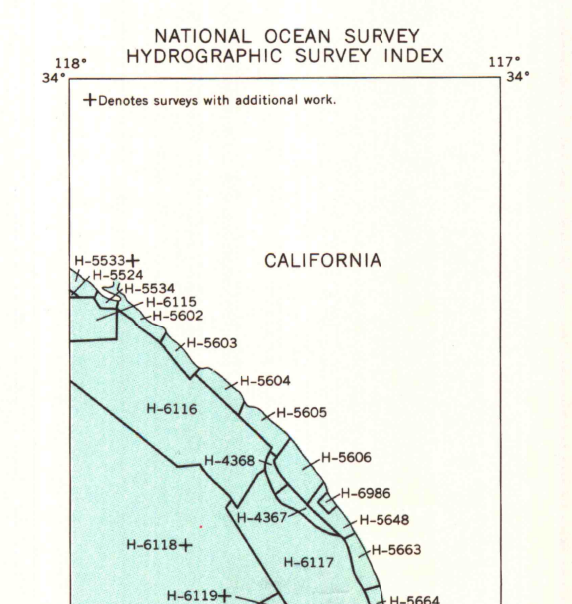 NATIONAL OCEAN SURVEY
HYDROGRAPHIC SURVEY INDEX
118°
117°
34°
34°
+Denotes surveys with additional work.
CALIFORNIA
H-5533+
H-5524
H-5534
H-6115
H-5602
H-5603
H-5604
H-6116
H-5605
H-5606
H-4368
H-6986
H-4367
H-5648
H-6118+
H-5663
H-6117
H-6119+
H-5664